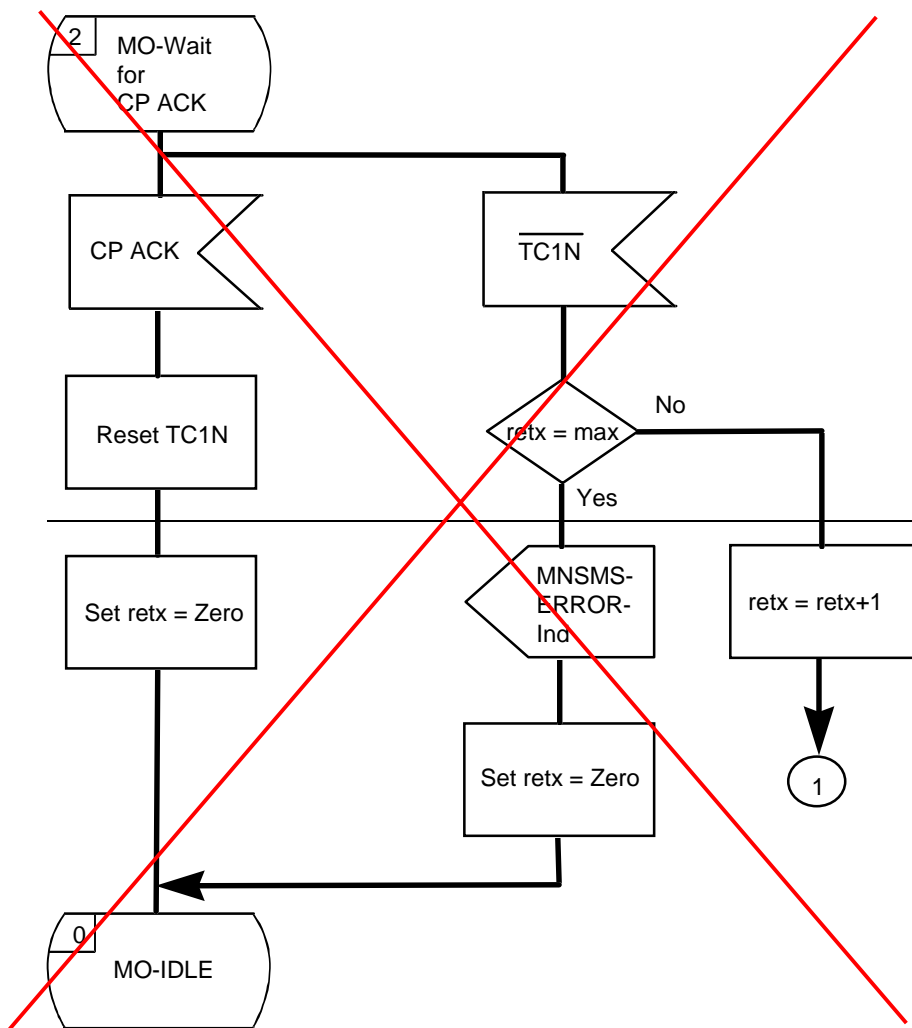 2
MO-Wait
for
CP ACK
CP ACK
TC1N
Reset TC1N
retx = max
No
Yes
Set retx = Zero
MNSMS-
ERROR-
Ind
retx = retx+1
Set retx = Zero
1
0
MO-IDLE